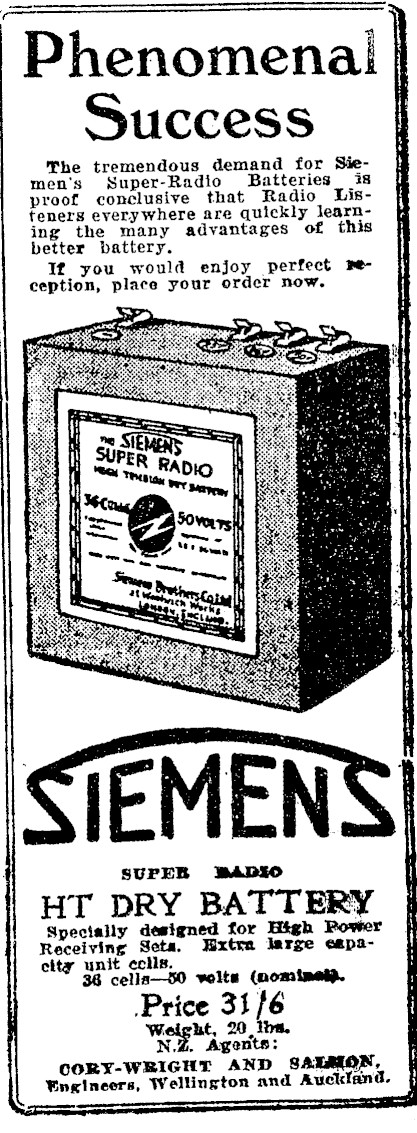 Phenomenal
Success
The tremendous demand for Sie-
men's Super-Radio Batteries is
proof conclusive that Radio Lis-
teners everywhere are quickly learn-
ing the many advantages of this
better battery.
If you would enjoy perfect re-
ception, place your order now.
THE SIEMENS
SUPER RADIO
HIGH TENSION DRY BATTERY
36 Cells
50 VOLTS
Siemens Brothers Co Ltd
Woolwich Works
LONDON, ENGLAND.
SIEMENS
SUPER RADIO
HT DRY BATTERY
Specially designed for High Power
Receiving Sets. Extra large capa-
city unit cells.
36 cells—50 volts (nominal).
Price 31/6
Weight, 20 lbs.
N.Z. Agents:
CORY-WRIGHT AND SALMON,
Engineers, Wellington and Auckland.